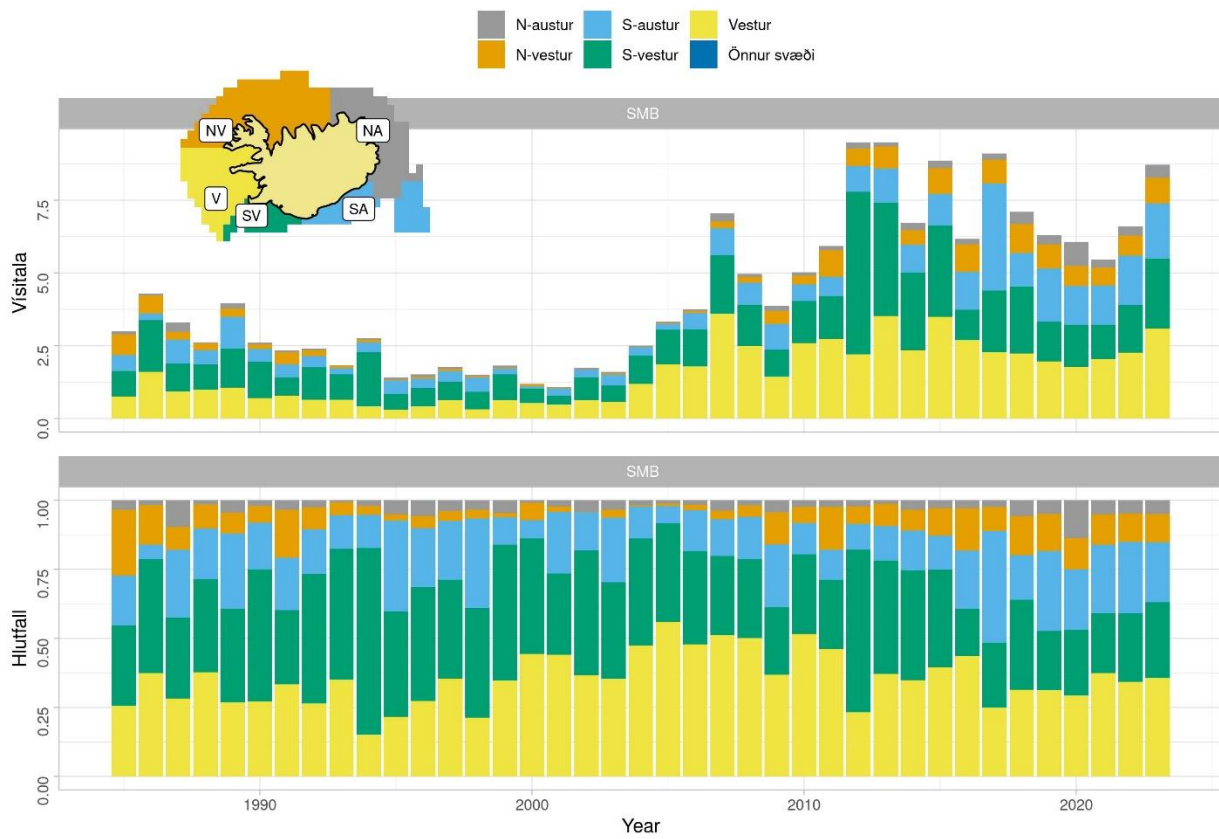 N-austur S-austur Vestur
N-vestur S-vestur Önnur svæði
SMB
NV
NA
V
SV
SA
Vísitala
7.5
5.0
2.5
0.0
SMB
Hlutfall
1.00
0.75
0.50
0.25
0.00
1990 2000 2010 2020
Year